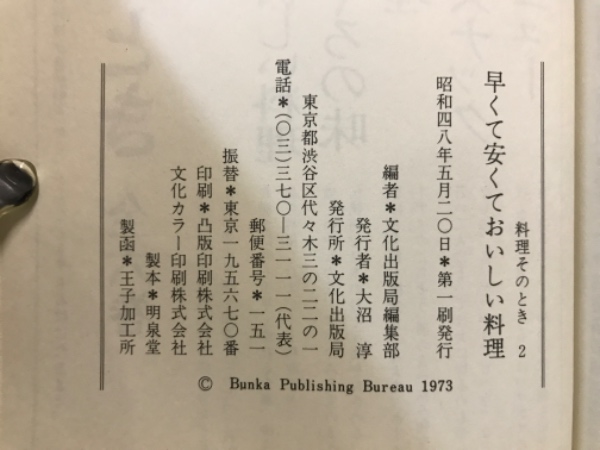 料理そのとき 2
早くて安くておいしい料理
昭和四八年五月二〇日＊第一刷発行
編者＊文化出版局編集部
発行者＊大沼 淳
発行所＊文化出版局
東京都渋谷区代々木三の二二の一
電話＊(〇三)三七〇―三一一一(代表)
郵便番号＊一五一
振替＊東京一九五六七〇番
印刷＊凸版印刷株式会社
文化カラー印刷株式会社
製本＊明泉堂
製函＊王子加工所
© Bunka Publishing Bureau 1973